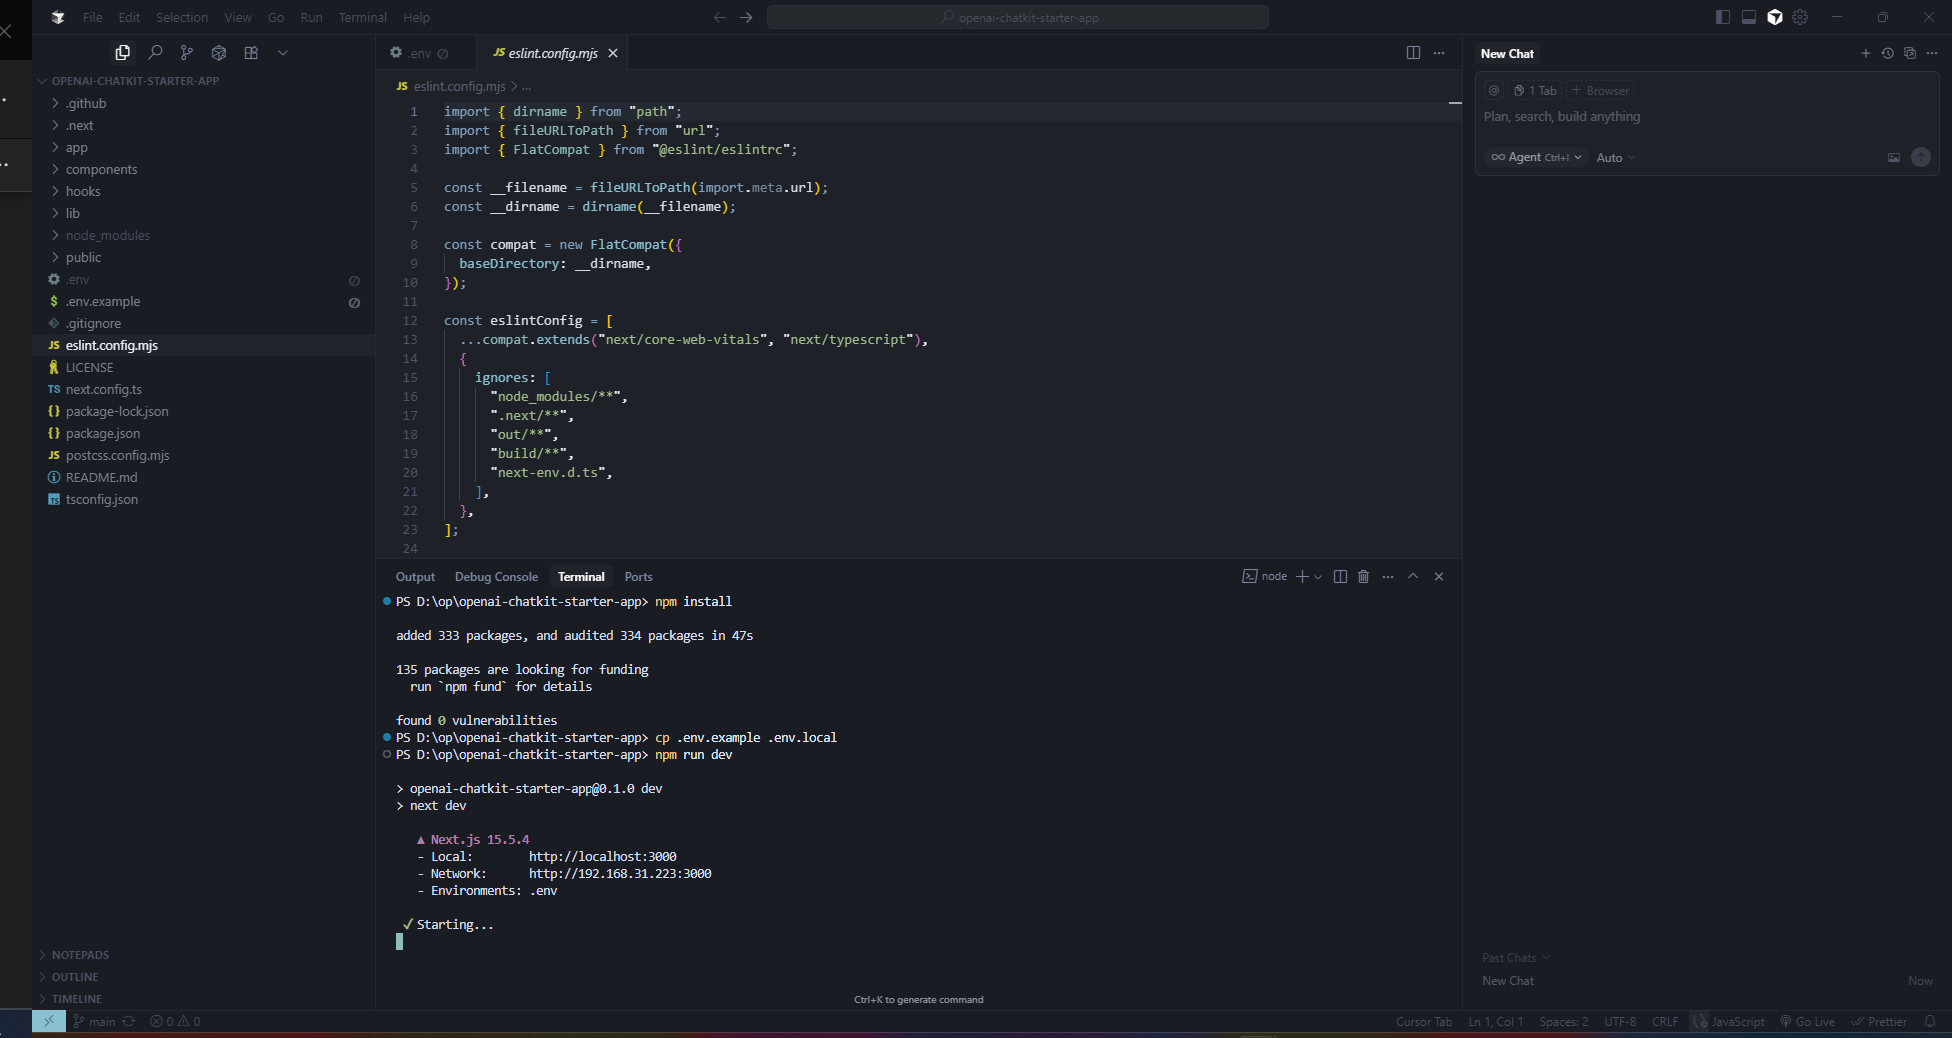 File Edit Selection View Go Run Terminal Help
openai-chatkit-starter-app
OPENAI-CHATKIT-STARTER-APP
.github
.next
app
components
hooks
lib
node_modules
public
.env
$ .env.example
.gitignore
JS eslint.config.mjs
LICENSE
TS next.config.ts
{} package-lock.json
{} package.json
JS postcss.config.mjs
README.md
TS tsconfig.json
NOTEPADS
OUTLINE
TIMELINE
.env
JS eslint.config.mjs
JS eslint.config.mjs > ...
1 import { dirname } from "path";
2 import { fileURLToPath } from "url";
3 import { FlatCompat } from "@eslint/eslintrc";
4
5 const __filename = fileURLToPath(import.meta.url);
6 const __dirname = dirname(__filename);
7
8 const compat = new FlatCompat({
9 baseDirectory: __dirname,
10 });
11
12 const eslintConfig = [
13 ...compat.extends("next/core-web-vitals", "next/typescript"),
14 {
15 ignores: [
16 "node_modules/**",
17 ".next/**",
18 "out/**",
19 "build/**",
20 "next-env.d.ts",
21 ],
22 },
23 ];
24
Output Debug Console Terminal Ports
node
PS D:\op\openai-chatkit-starter-app> npm install
added 333 packages, and audited 334 packages in 47s
135 packages are looking for funding
run `npm fund` for details
found 0 vulnerabilities
PS D:\op\openai-chatkit-starter-app> cp .env.example .env.local
PS D:\op\openai-chatkit-starter-app> npm run dev
> openai-chatkit-starter-app@0.1.0 dev
> next dev
▲ Next.js 15.5.4
- Local: http://localhost:3000
- Network: http://192.168.31.223:3000
- Environments: .env
✓ Starting...
Ctrl+K to generate command
New Chat
@ 1 Tab + Browser
Plan, search, build anything
∞ Agent Ctrl+I Auto
Past Chats
New Chat Now
main 0 0
Cursor Tab Ln 1, Col 1 Spaces: 2 UTF-8 CRLF JavaScript Go Live Prettier